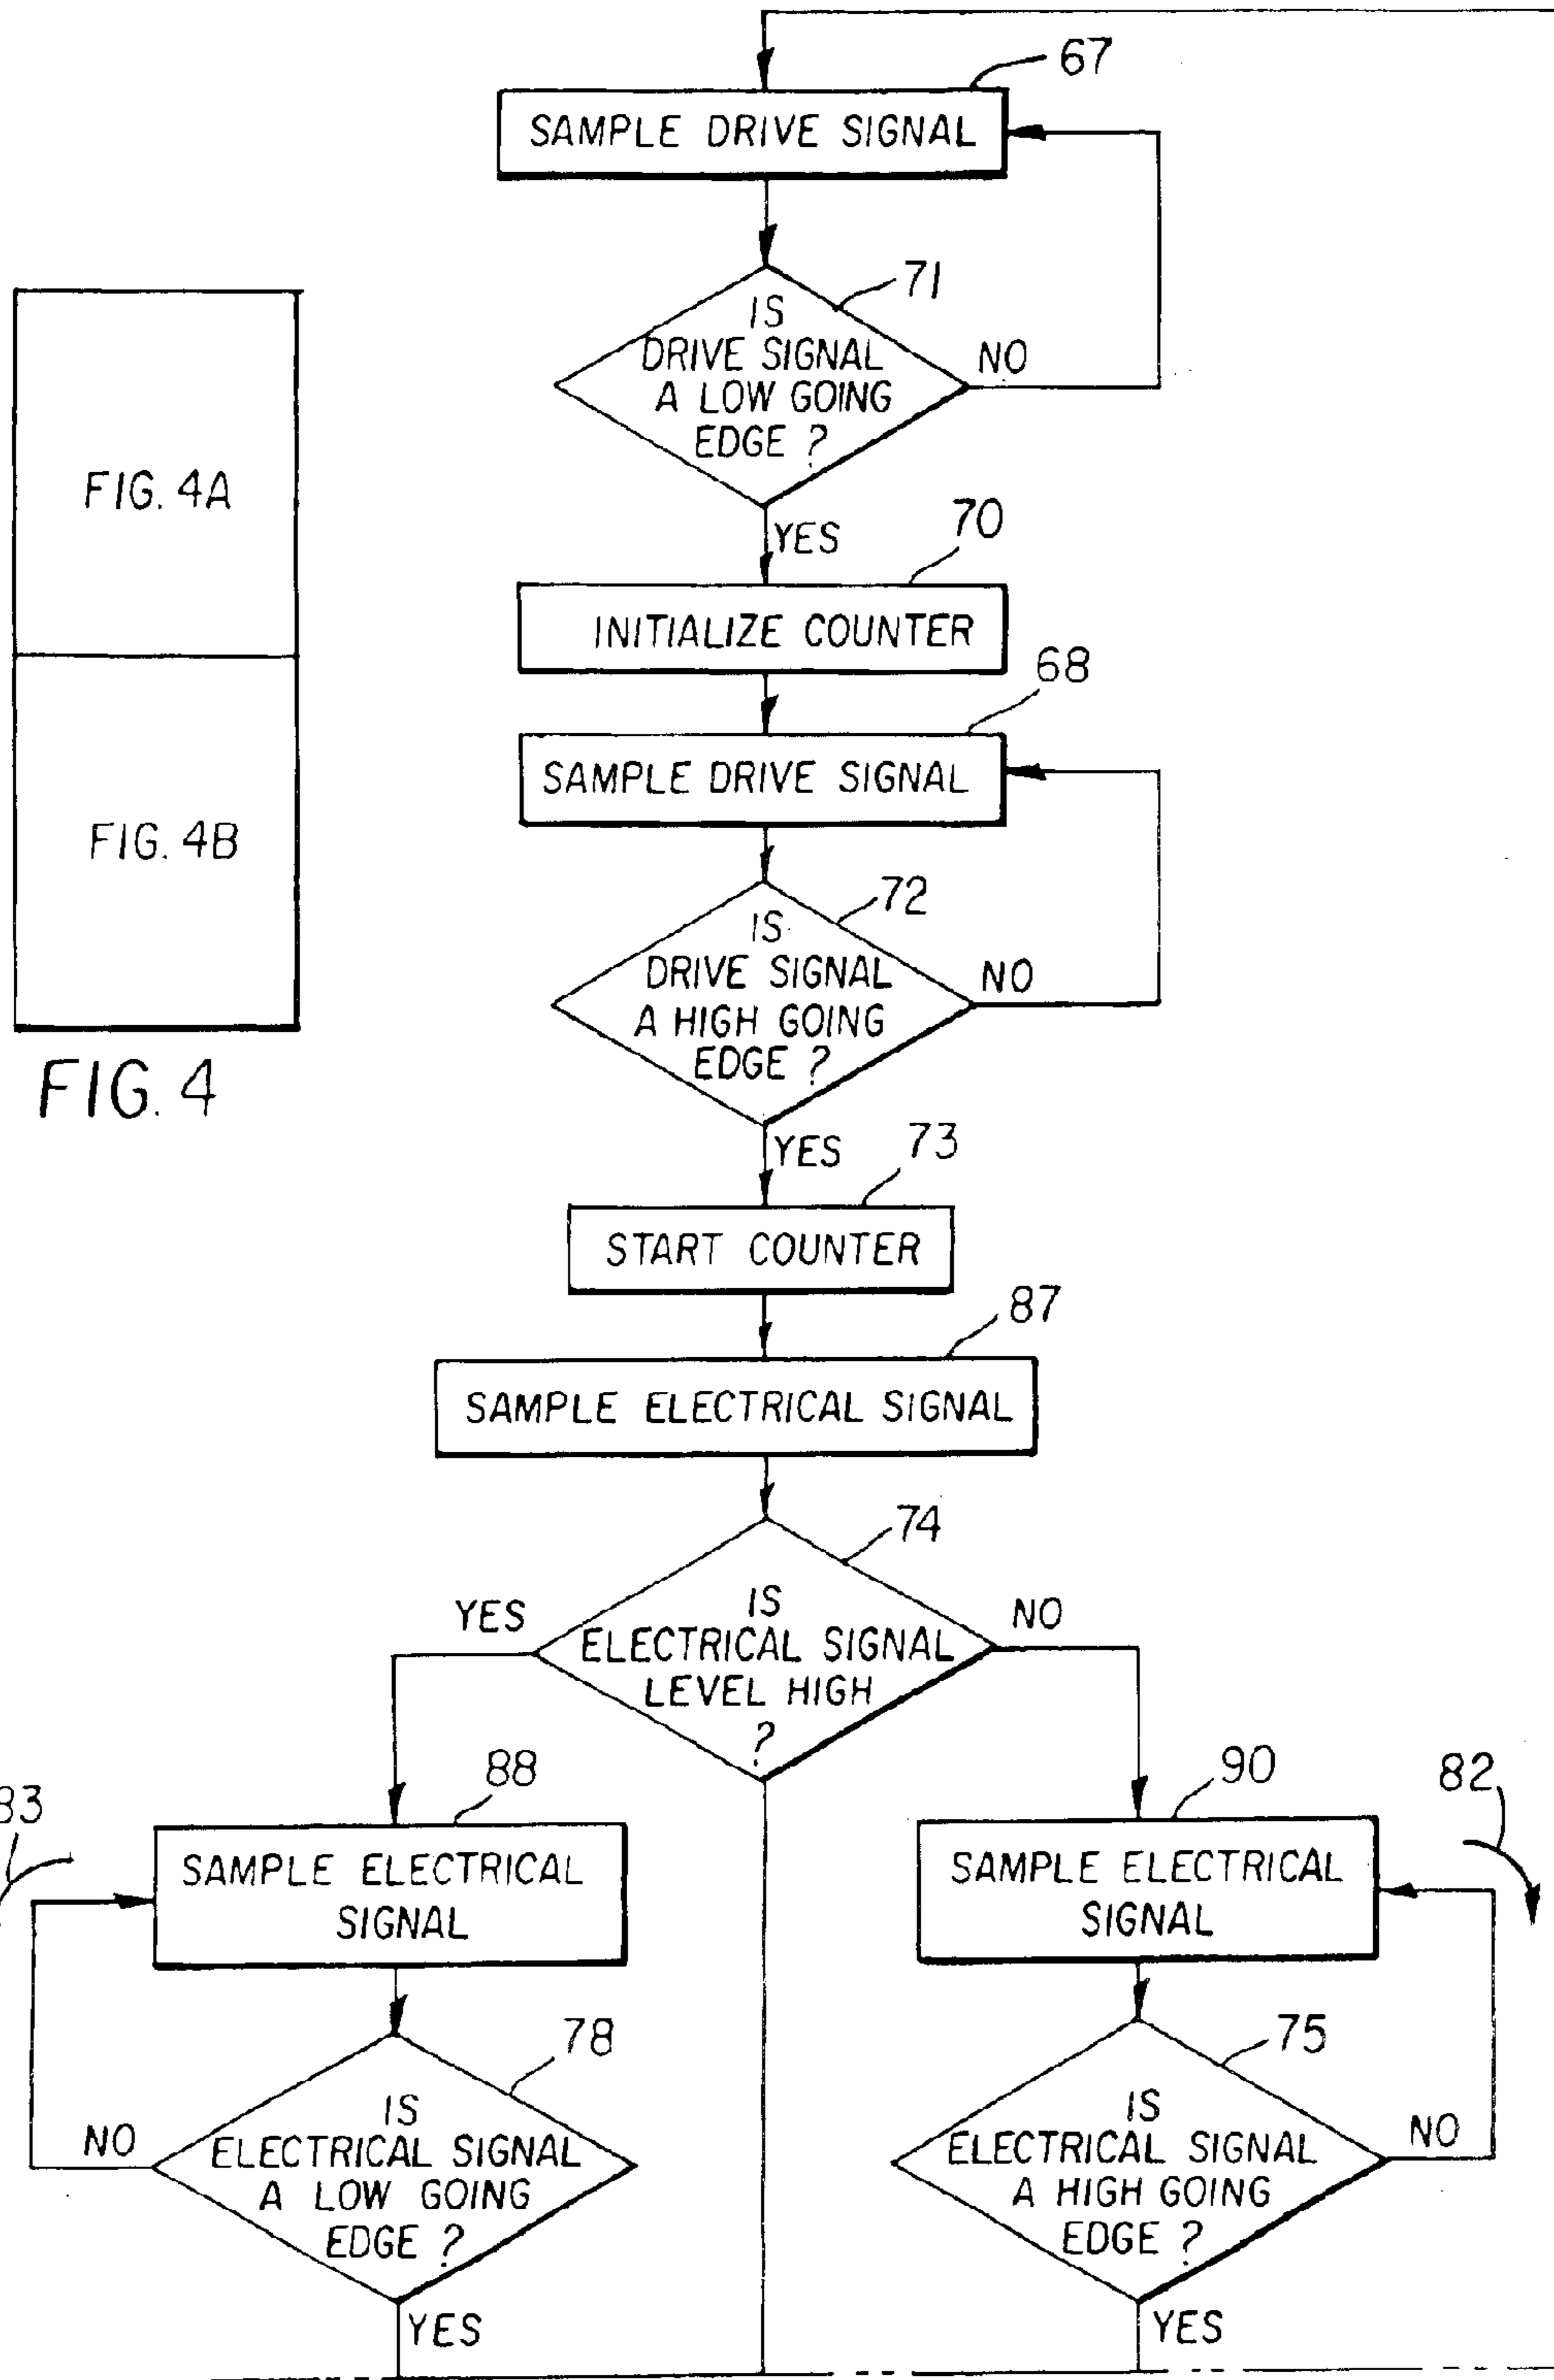 67
SAMPLE DRIVE SIGNAL
71
IS
DRIVE SIGNAL
A LOW GOING
EDGE ?
NO
YES
70
INITIALIZE COUNTER
68
SAMPLE DRIVE SIGNAL
72
IS
DRIVE SIGNAL
A HIGH GOING
EDGE ?
NO
YES
73
START COUNTER
87
SAMPLE ELECTRICAL SIGNAL
74
IS
ELECTRICAL SIGNAL
LEVEL HIGH
?
YES
NO
83
88
SAMPLE ELECTRICAL
SIGNAL
78
IS
ELECTRICAL SIGNAL
A LOW GOING
EDGE ?
NO
YES
90
82
SAMPLE ELECTRICAL
SIGNAL
75
IS
ELECTRICAL SIGNAL
A HIGH GOING
EDGE ?
NO
YES
FIG. 4A
FIG. 4B
FIG. 4